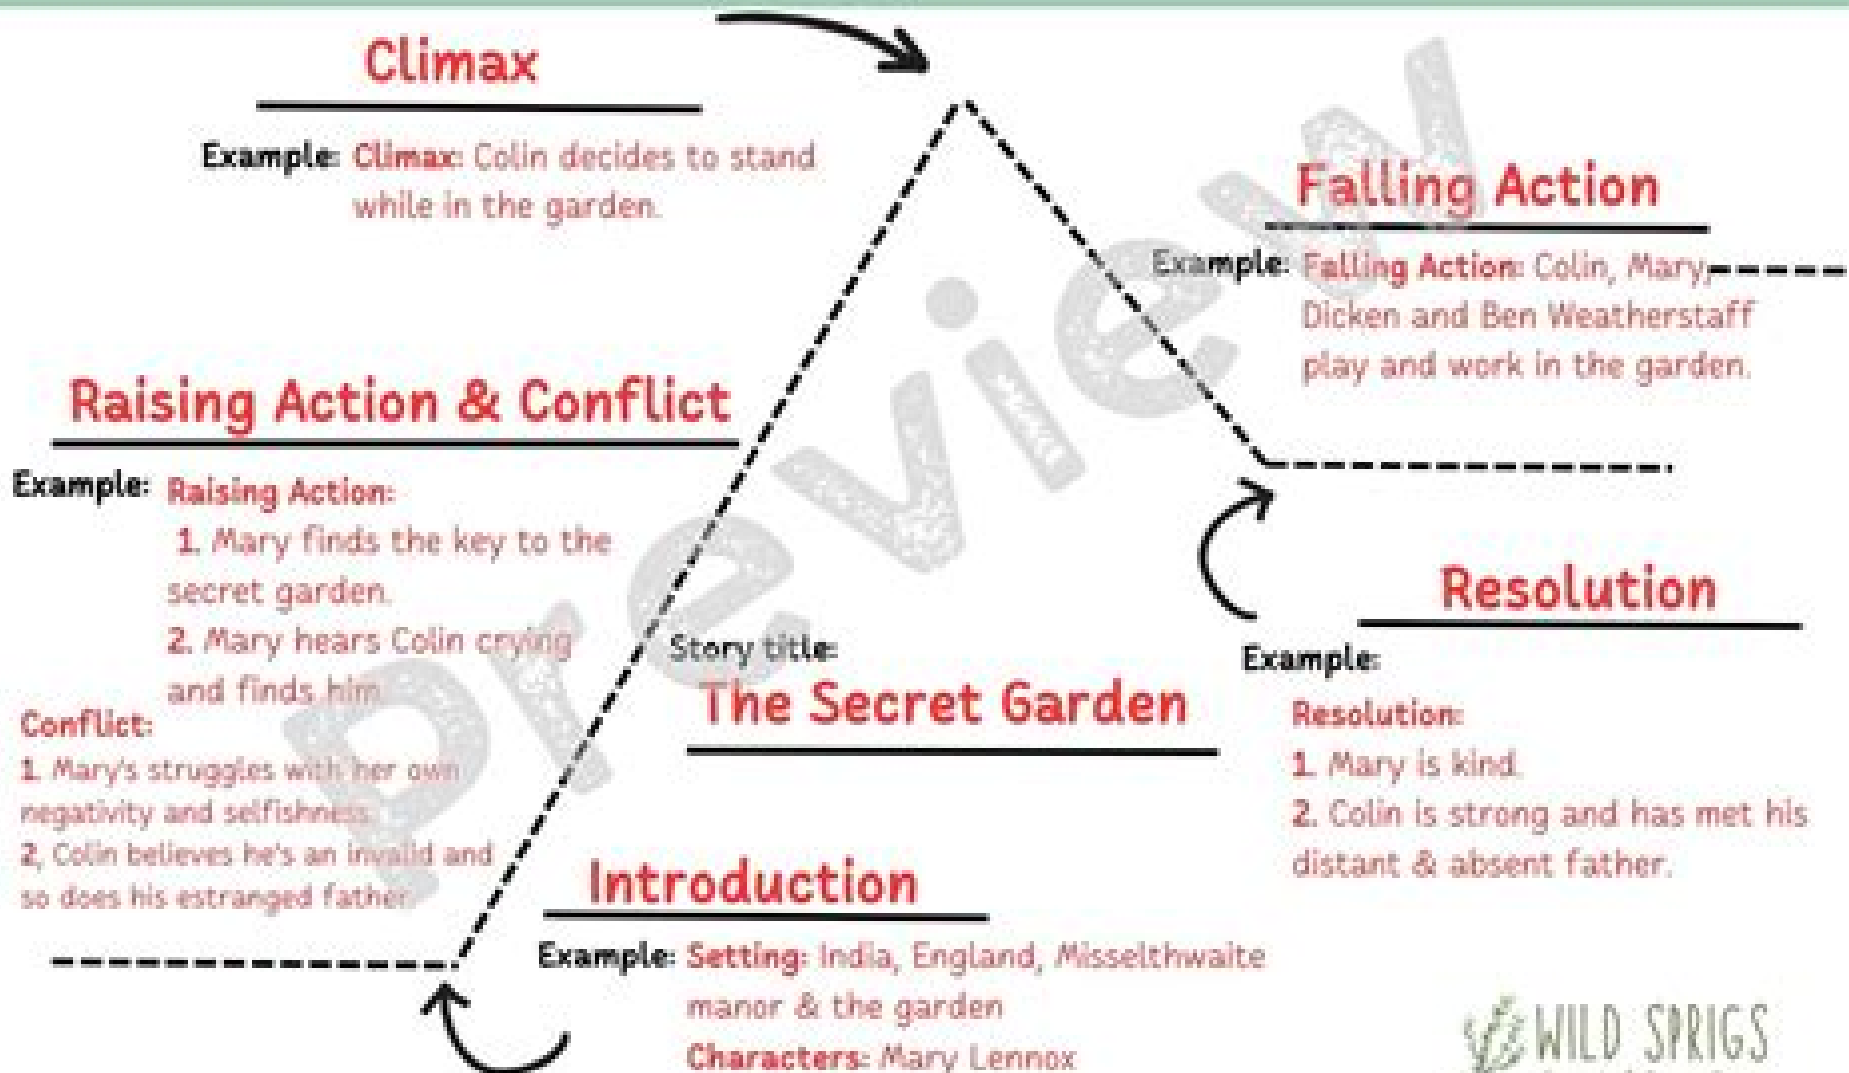 Climax
Example: Climax: Colin decides to stand
while in the garden.
Falling Action
Example: Falling Action: Colin, Mary,
Dicken and Ben Weatherstaff
play and work in the garden.
Raising Action & Conflict
Example: Raising Action:
1. Mary finds the key to the
secret garden.
2. Mary hears Colin crying
and finds him.
Conflict:
1. Mary's struggles with her own
negativity and selfishness.
2, Colin believes he's an invalid and
so does his estranged father.
Story title:
The Secret Garden
Resolution
Example:
Resolution:
1. Mary is kind.
2. Colin is strong and has met his
distant & absent father.
Introduction
Example: Setting: India, England, Misselthwaite
manor & the garden
Characters: Mary Lennox
Preview
WILD SPRIGS